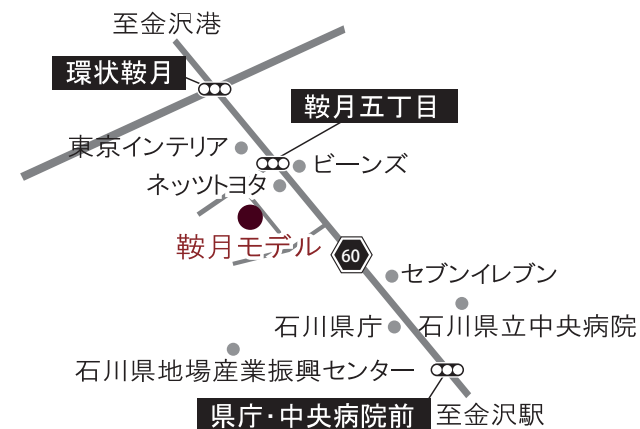 至金沢港
環状鞍月
鞍月五丁目
東京インテリア
ビーンズ
ネッツトヨタ
鞍月モデル
60
セブンイレブン
石川県庁
石川県立中央病院
石川県地場産業振興センター
県庁・中央病院前
至金沢駅